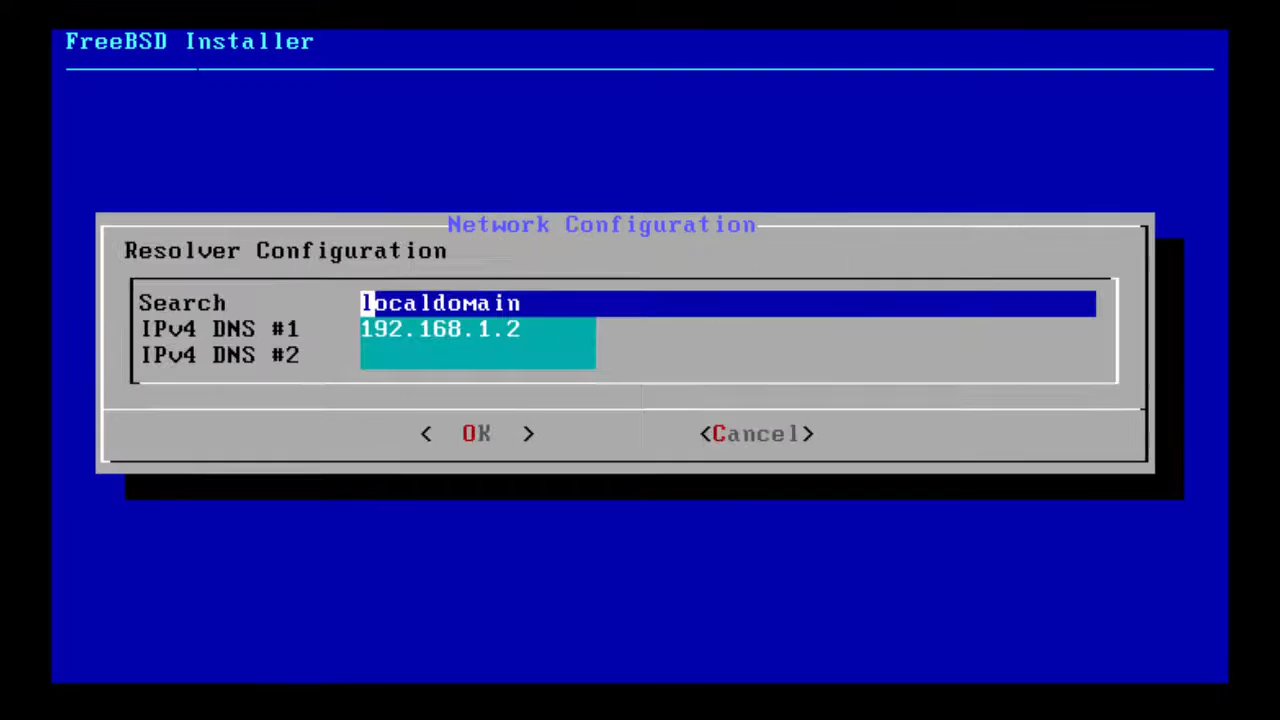 FreeBSD Installer
Network Configuration
Resolver Configuration
Search localdomain
IPv4 DNS #1 192.168.1.2
IPv4 DNS #2
< OK > <Cancel>